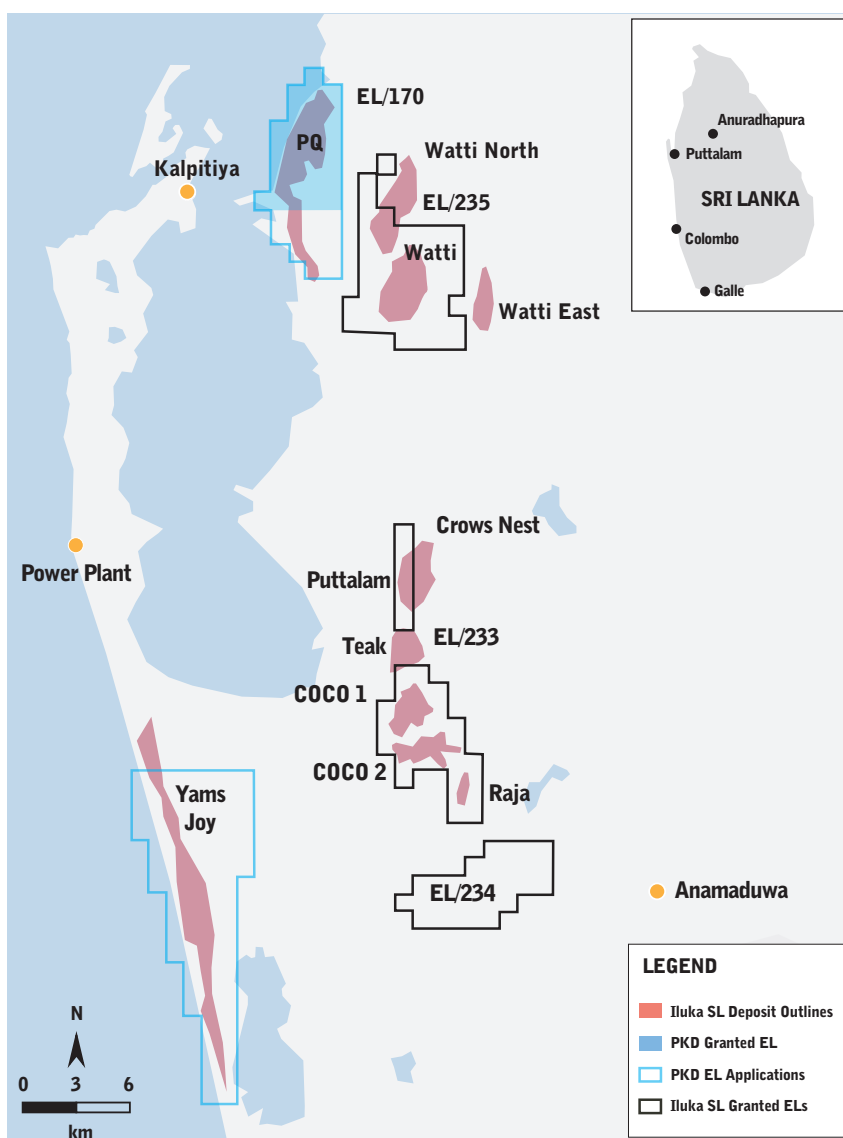 EL/170
PQ
Kalpitiya
Watti North
EL/235
Watti
Watti East
Anuradhapura
Puttalam
SRI LANKA
Colombo
Galle
Crows Nest
Power Plant
Puttalam
Teak
EL/233
COCO 1
COCO 2
Raja
Yams
Joy
EL/234
Anamaduwa
N
0 3 6
km
LEGEND
Iluka SL Deposit Outlines
PKD Granted EL
PKD EL Applications
Iluka SL Granted ELs